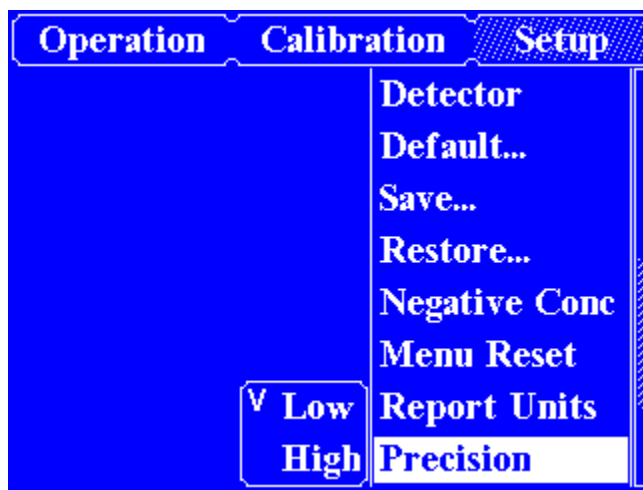 Operation Calibration Setup
Detector
Default...
Save...
Restore...
Negative Conc
Menu Reset
V Low Report Units
High Precision